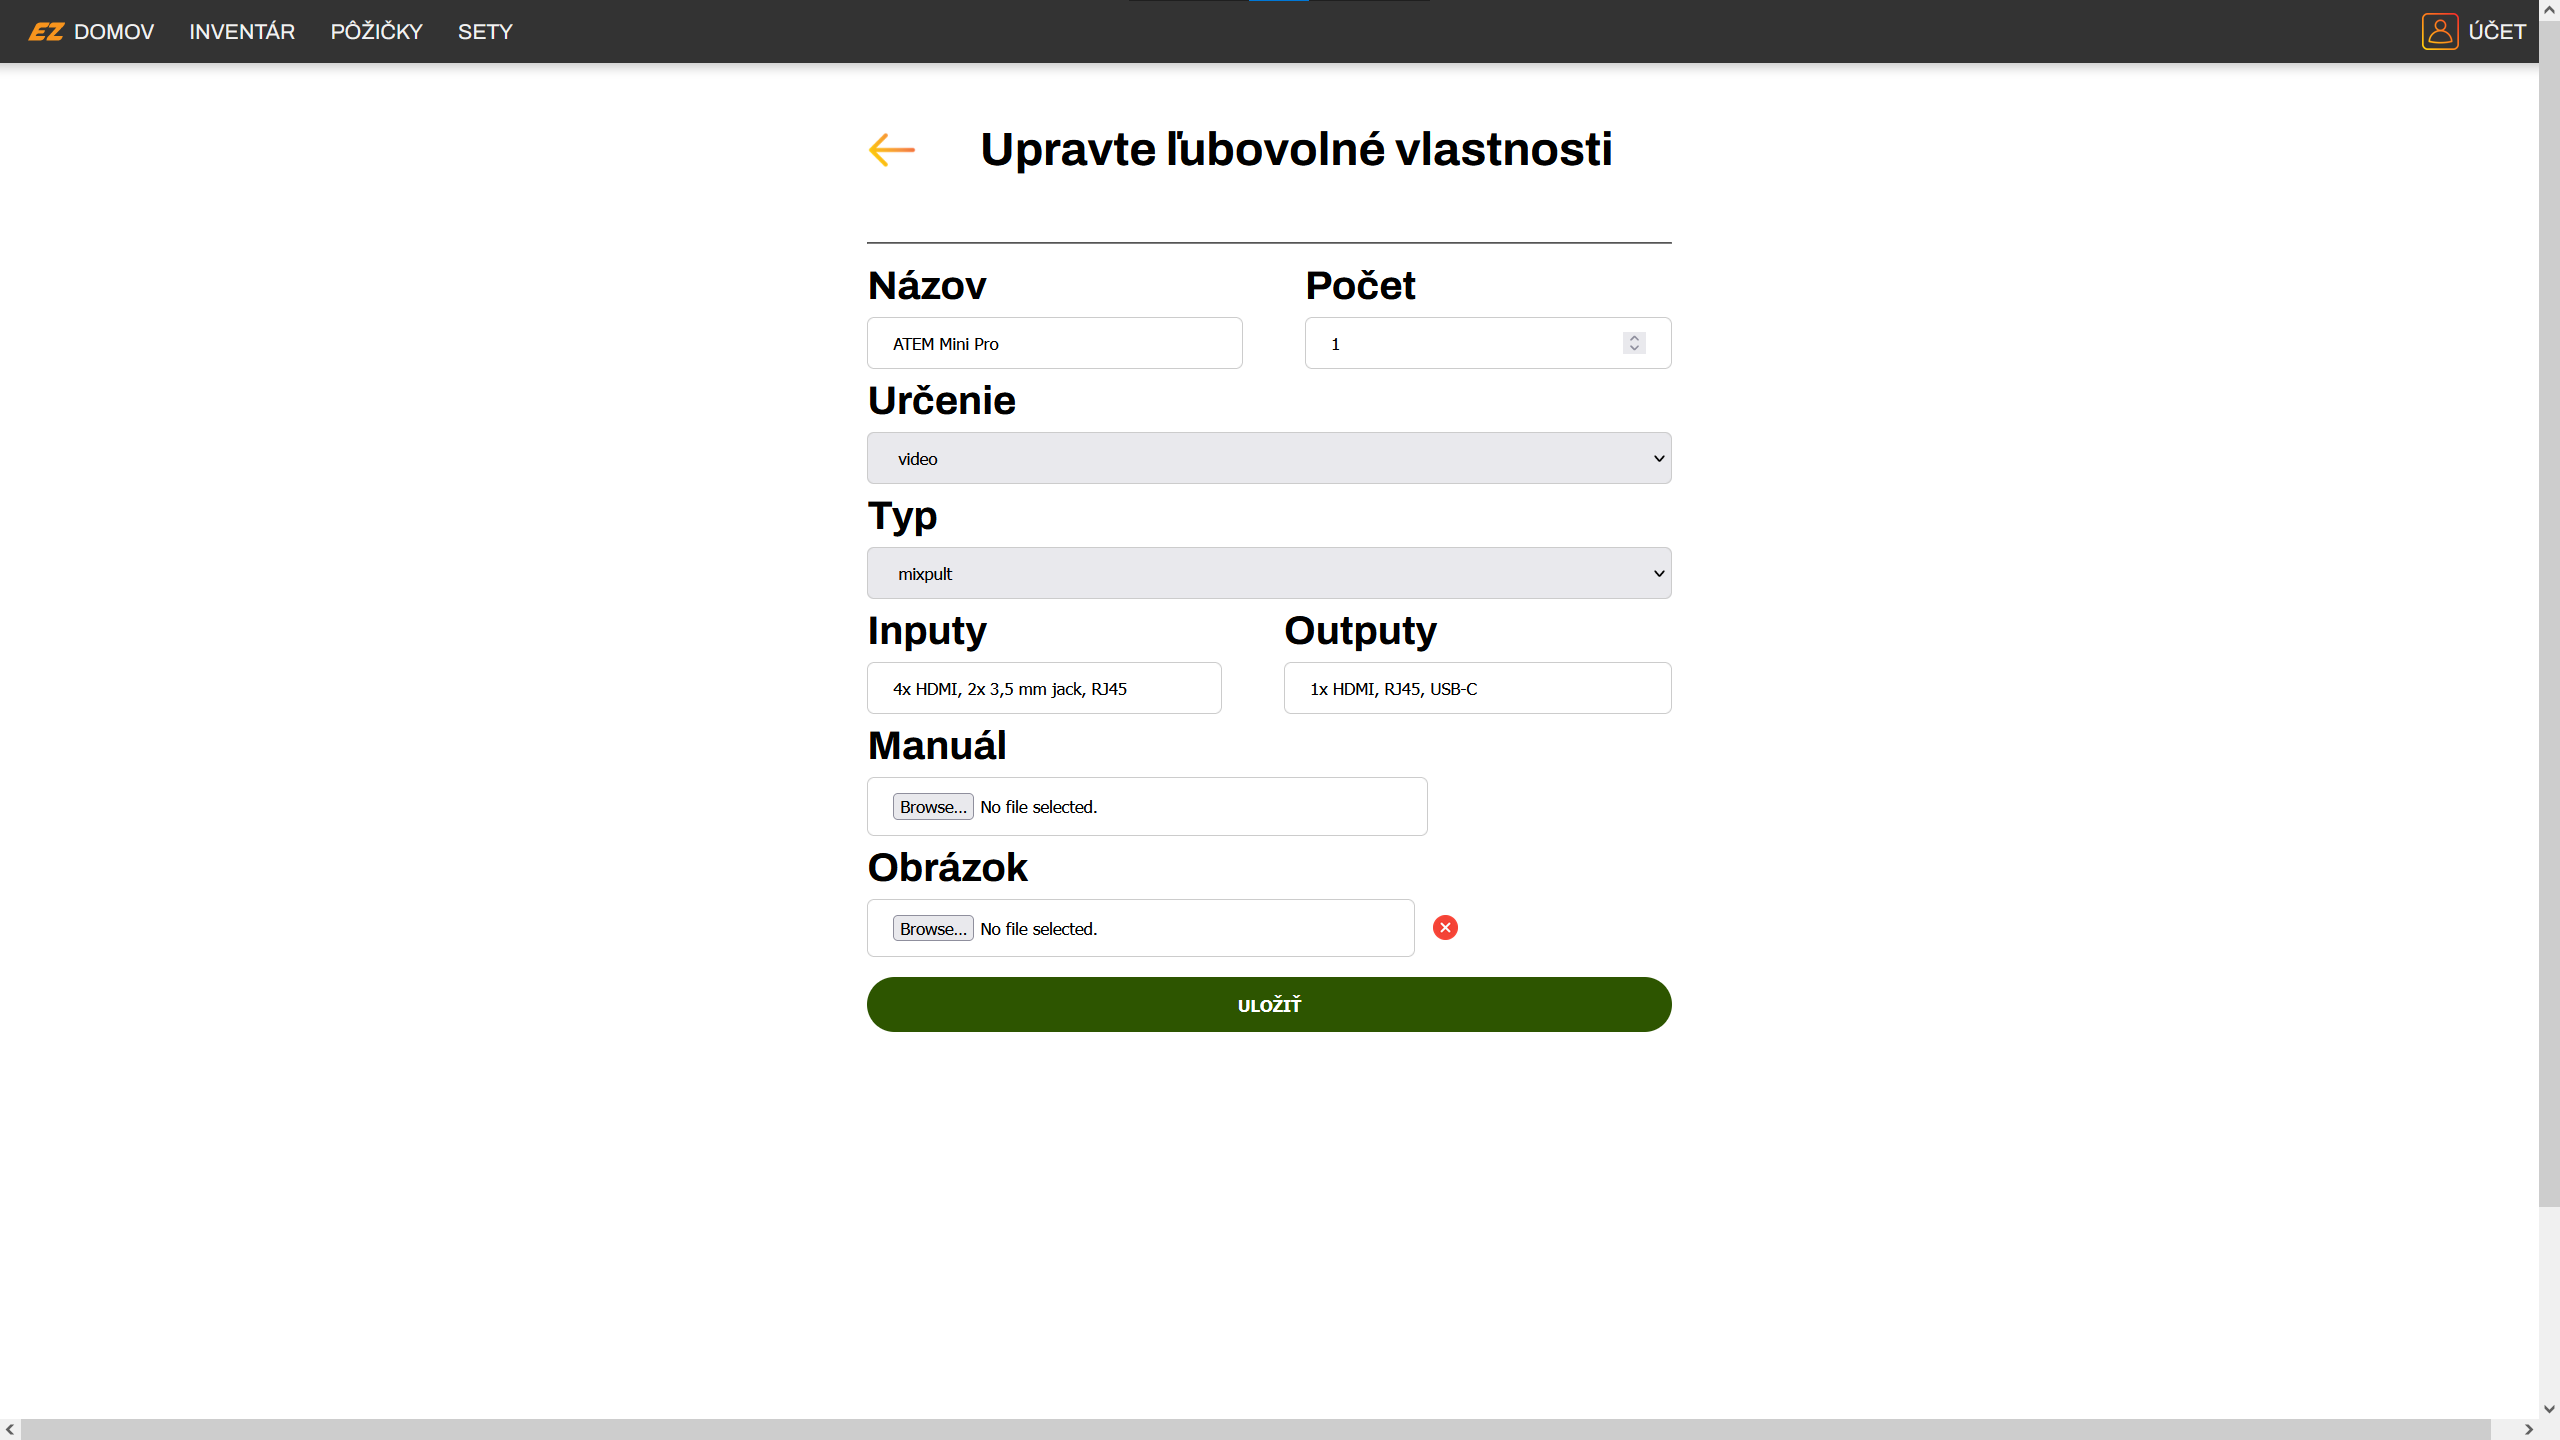 EZ DOMOV INVENTÁR PÔŽIČKY SETY ÚČET
Upravte ľubovolné vlastnosti
Názov Počet
ATEM Mini Pro 1
Určenie
video
Typ
mixpult
Inputy Outputy
4x HDMI, 2x 3,5 mm jack, RJ45 1x HDMI, RJ45, USB-C
Manuál
Browse... No file selected.
Obrázok
Browse... No file selected.
ULOŽIŤ